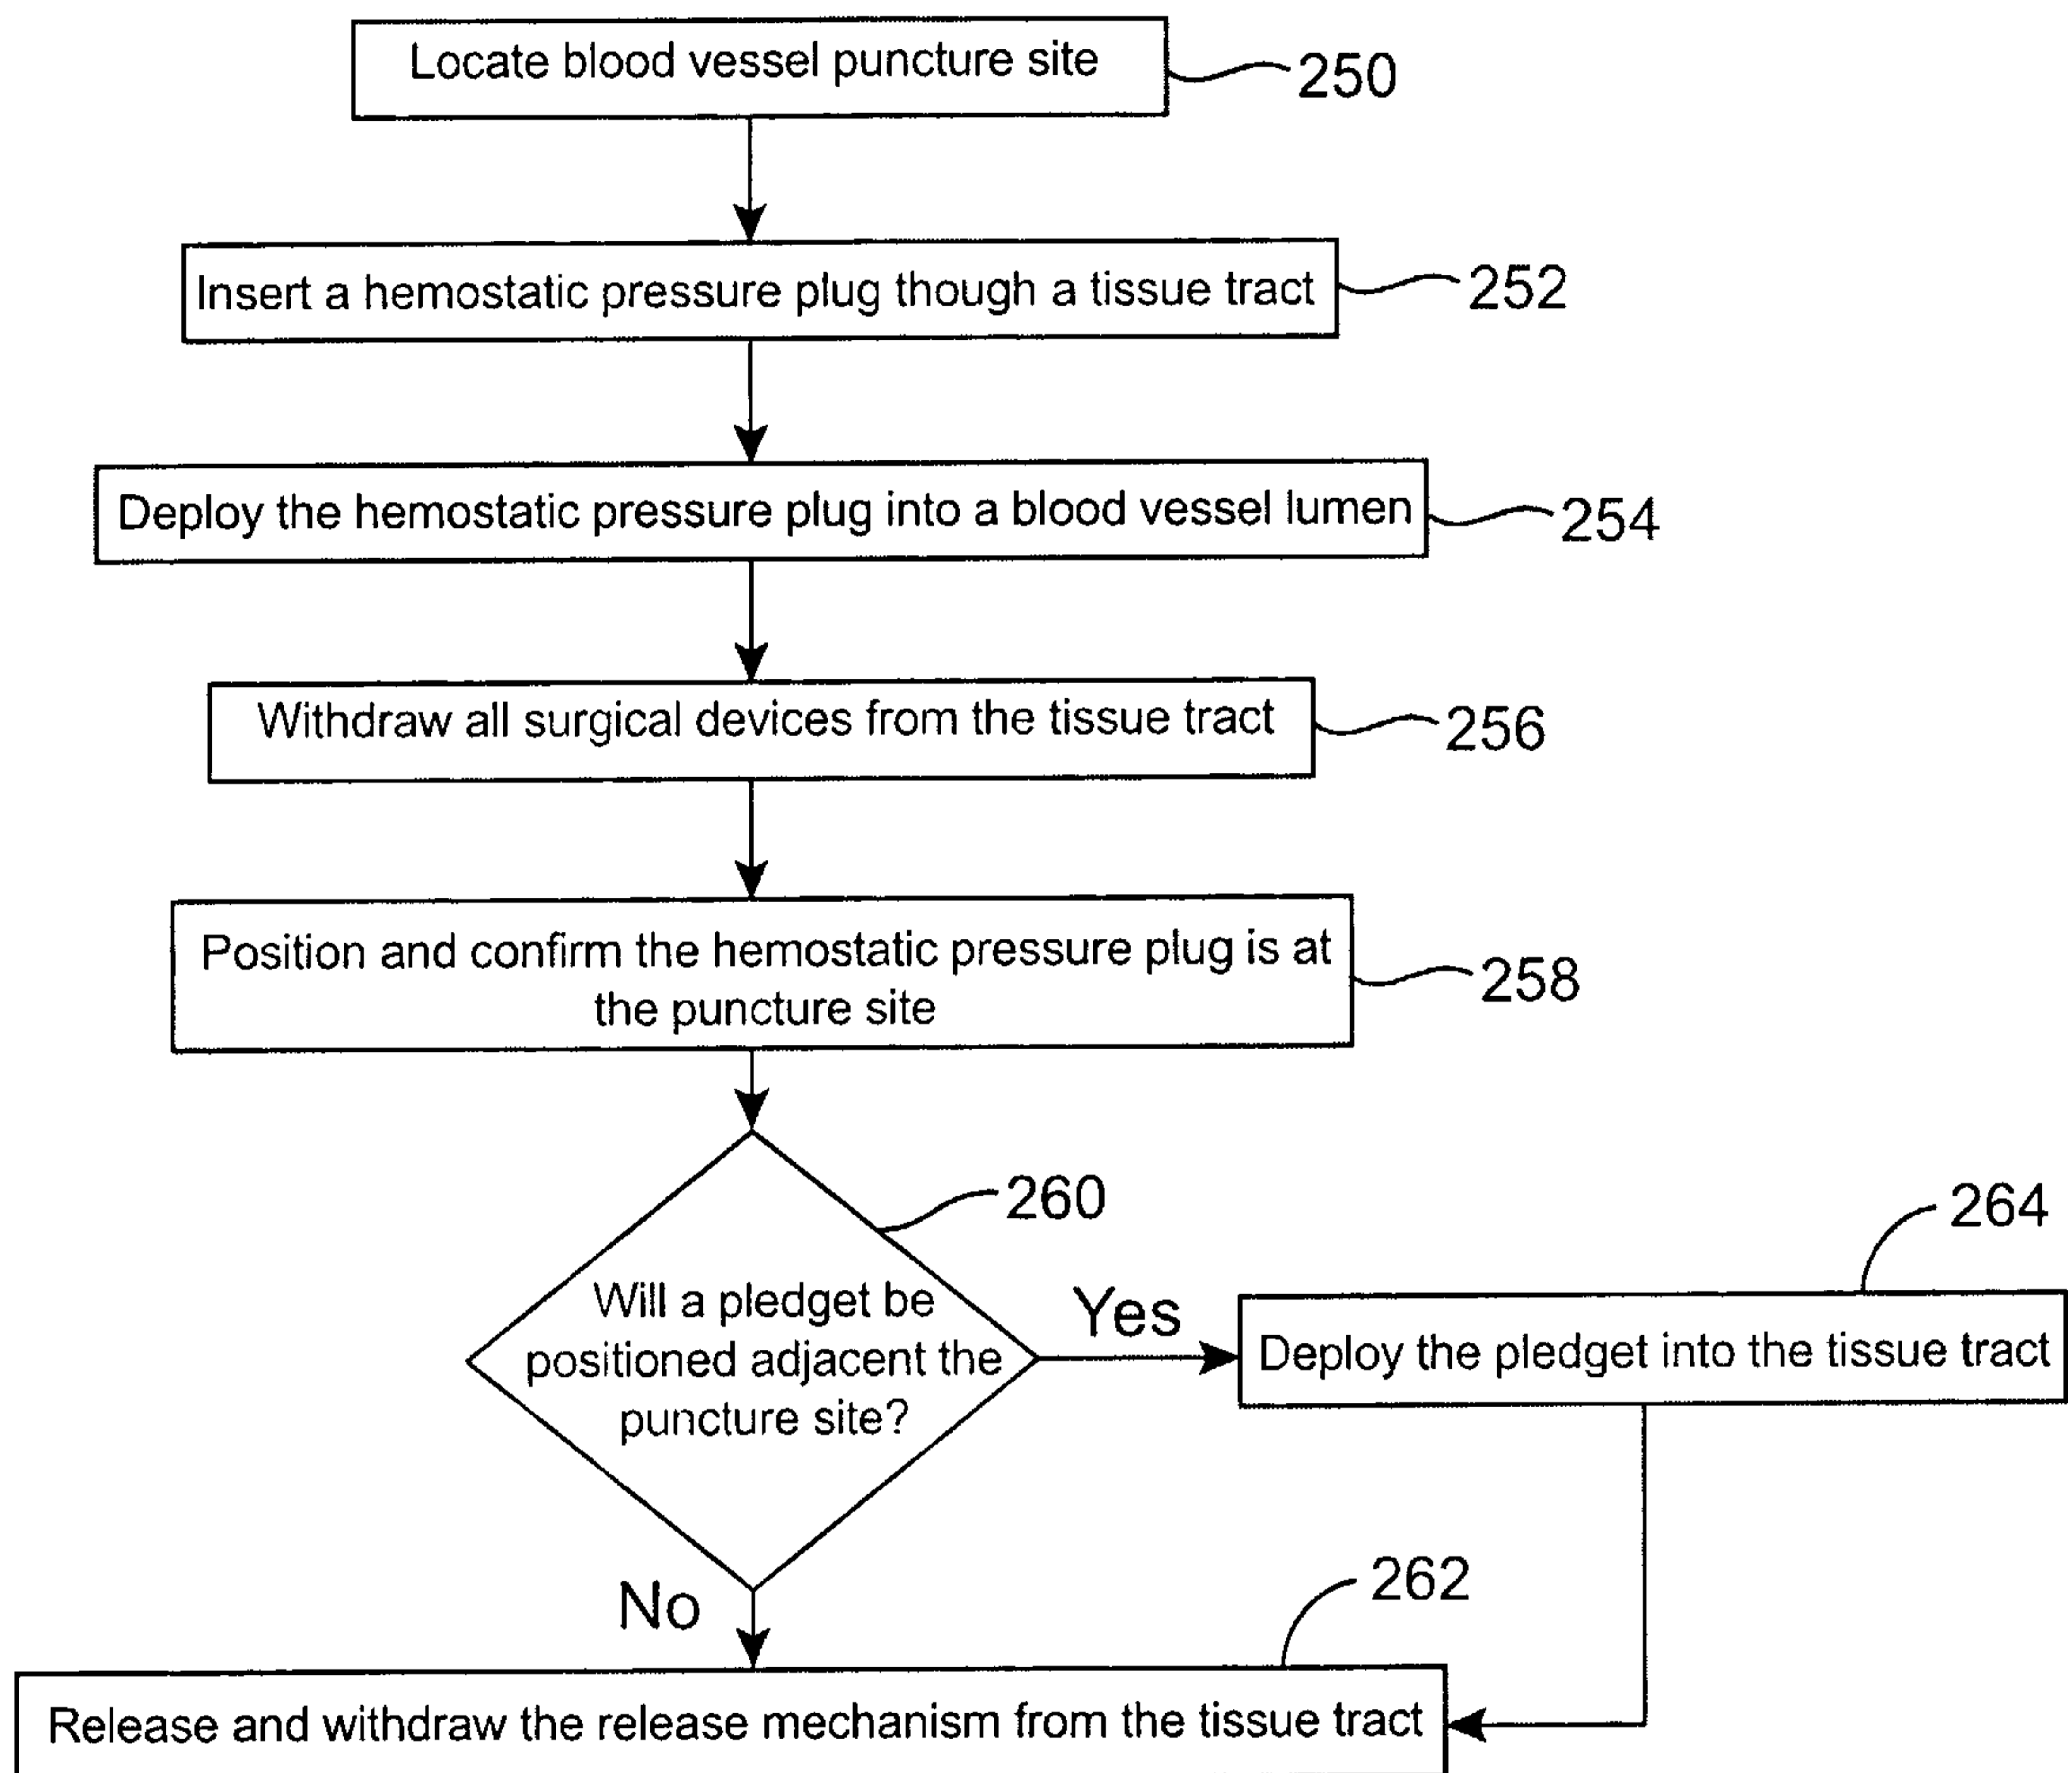 Locate blood vessel puncture site
250
Insert a hemostatic pressure plug though a tissue tract
252
Deploy the hemostatic pressure plug into a blood vessel lumen
254
Withdraw all surgical devices from the tissue tract
256
Position and confirm the hemostatic pressure plug is at
the puncture site
258
260
Will a pledget be
positioned adjacent the
puncture site?
Yes
264
Deploy the pledget into the tissue tract
No
262
Release and withdraw the release mechanism from the tissue tract